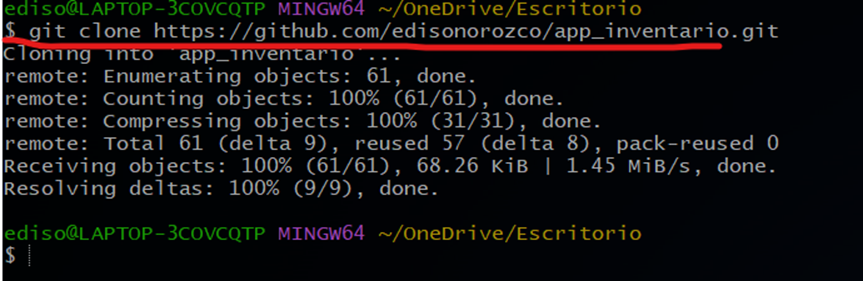 ediso@LAPTOP-3COVCQTP MINGW64 ~/OneDrive/Escritorio
$ git clone https://github.com/edisonorozco/app_inventario.git
Cloning into 'app_inventario'...
remote: Enumerating objects: 61, done.
remote: Counting objects: 100% (61/61), done.
remote: Compressing objects: 100% (31/31), done.
remote: Total 61 (delta 9), reused 57 (delta 8), pack-reused 0
Receiving objects: 100% (61/61), 68.26 KiB | 1.45 MiB/s, done.
Resolving deltas: 100% (9/9), done.
ediso@LAPTOP-3COVCQTP MINGW64 ~/OneDrive/Escritorio
$